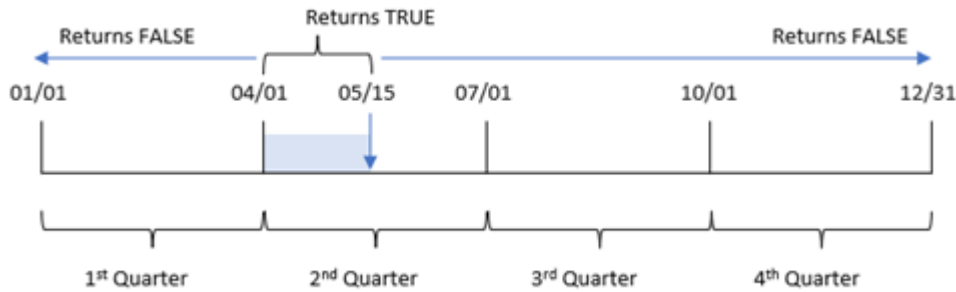 Returns TRUE
Returns FALSE Returns FALSE
01/01 04/01 05/15 07/01 10/01 12/31
1st Quarter 2nd Quarter 3rd Quarter 4th Quarter